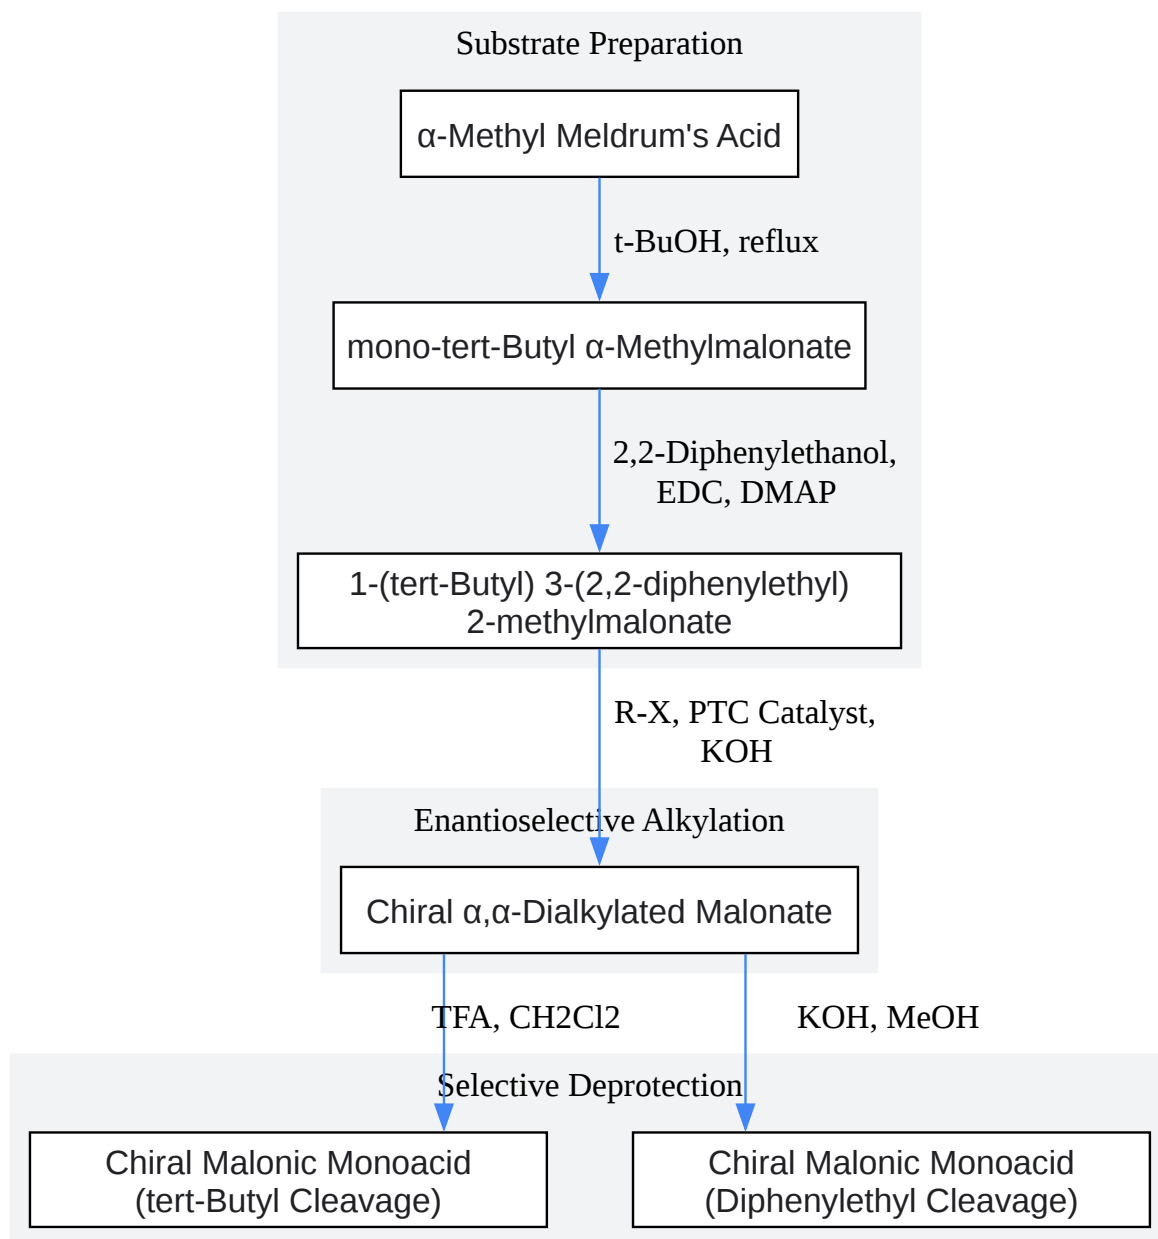 Substrate Preparation
α-Methyl Meldrum's Acid
t-BuOH, reflux
mono-tert-Butyl α-Methylmalonate
2,2-Diphenylethanol,
EDC, DMAP
1-(tert-Butyl) 3-(2,2-diphenylethyl)
2-methylmalonate
R-X, PTC Catalyst,
KOH
Enantioselective Alkylation
Chiral α,α-Dialkylated Malonate
TFA, CH2Cl2
KOH, MeOH
Selective Deprotection
Chiral Malonic Monoacid
(tert-Butyl Cleavage)
Chiral Malonic Monoacid
(Diphenylethyl Cleavage)